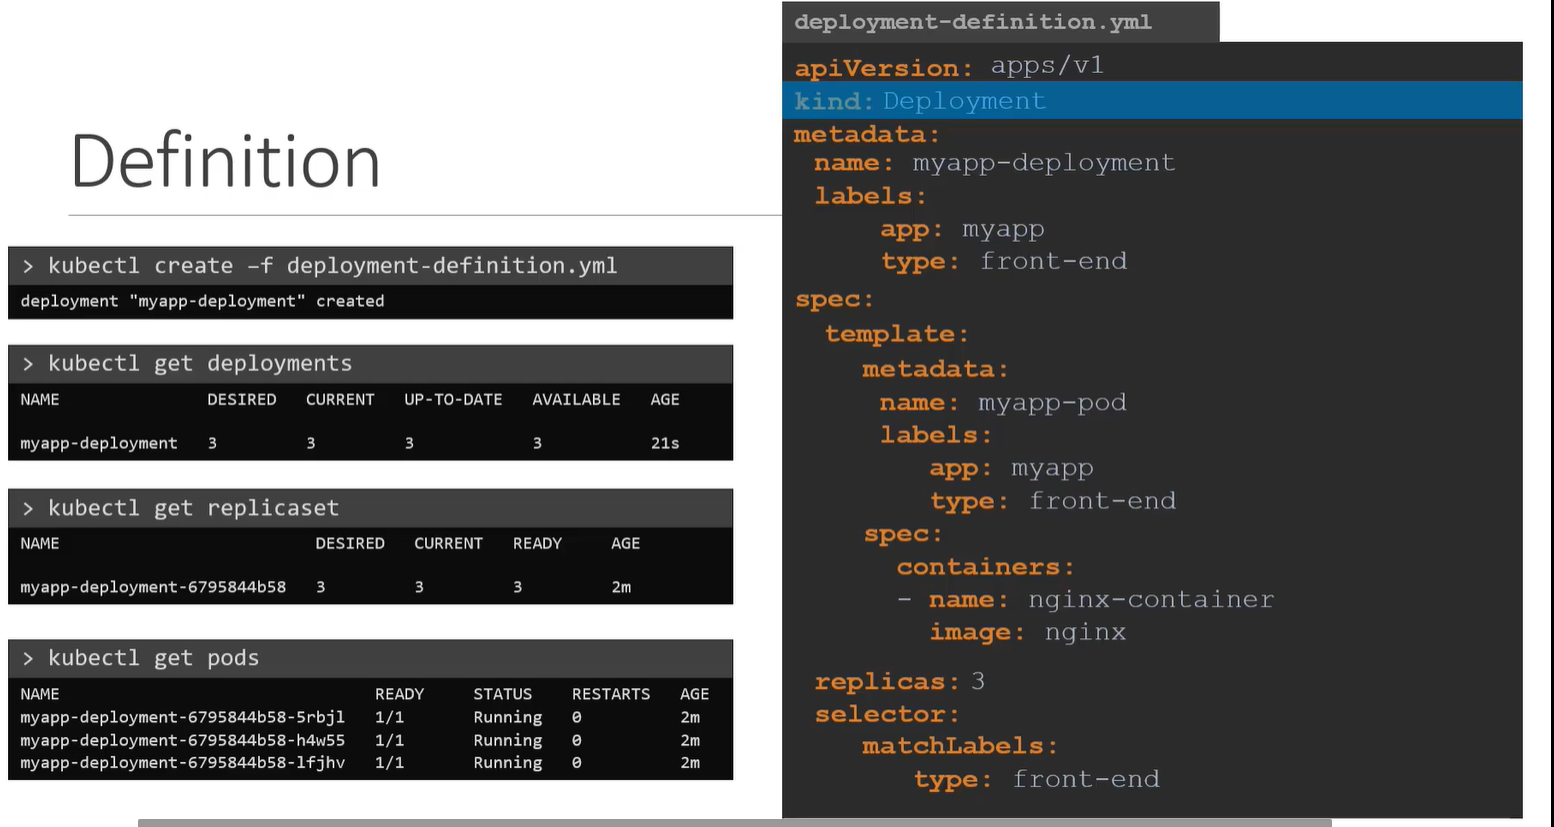 Definition
> kubectl create –f deployment-definition.yml
deployment "myapp-deployment" created
> kubectl get deployments
NAME DESIRED CURRENT UP-TO-DATE AVAILABLE AGE
myapp-deployment 3 3 3 3 21s
> kubectl get replicaset
NAME DESIRED CURRENT READY AGE
myapp-deployment-6795844b58 3 3 3 2m
> kubectl get pods
NAME READY STATUS RESTARTS AGE
myapp-deployment-6795844b58-5rbjl 1/1 Running 0 2m
myapp-deployment-6795844b58-h4w55 1/1 Running 0 2m
myapp-deployment-6795844b58-lfjhv 1/1 Running 0 2m
deployment-definition.yml
apiVersion: apps/v1
kind: Deployment
metadata:
name: myapp-deployment
labels:
app: myapp
type: front-end
spec:
template:
metadata:
name: myapp-pod
labels:
app: myapp
type: front-end
spec:
containers:
- name: nginx-container
image: nginx
replicas: 3
selector:
matchLabels:
type: front-end